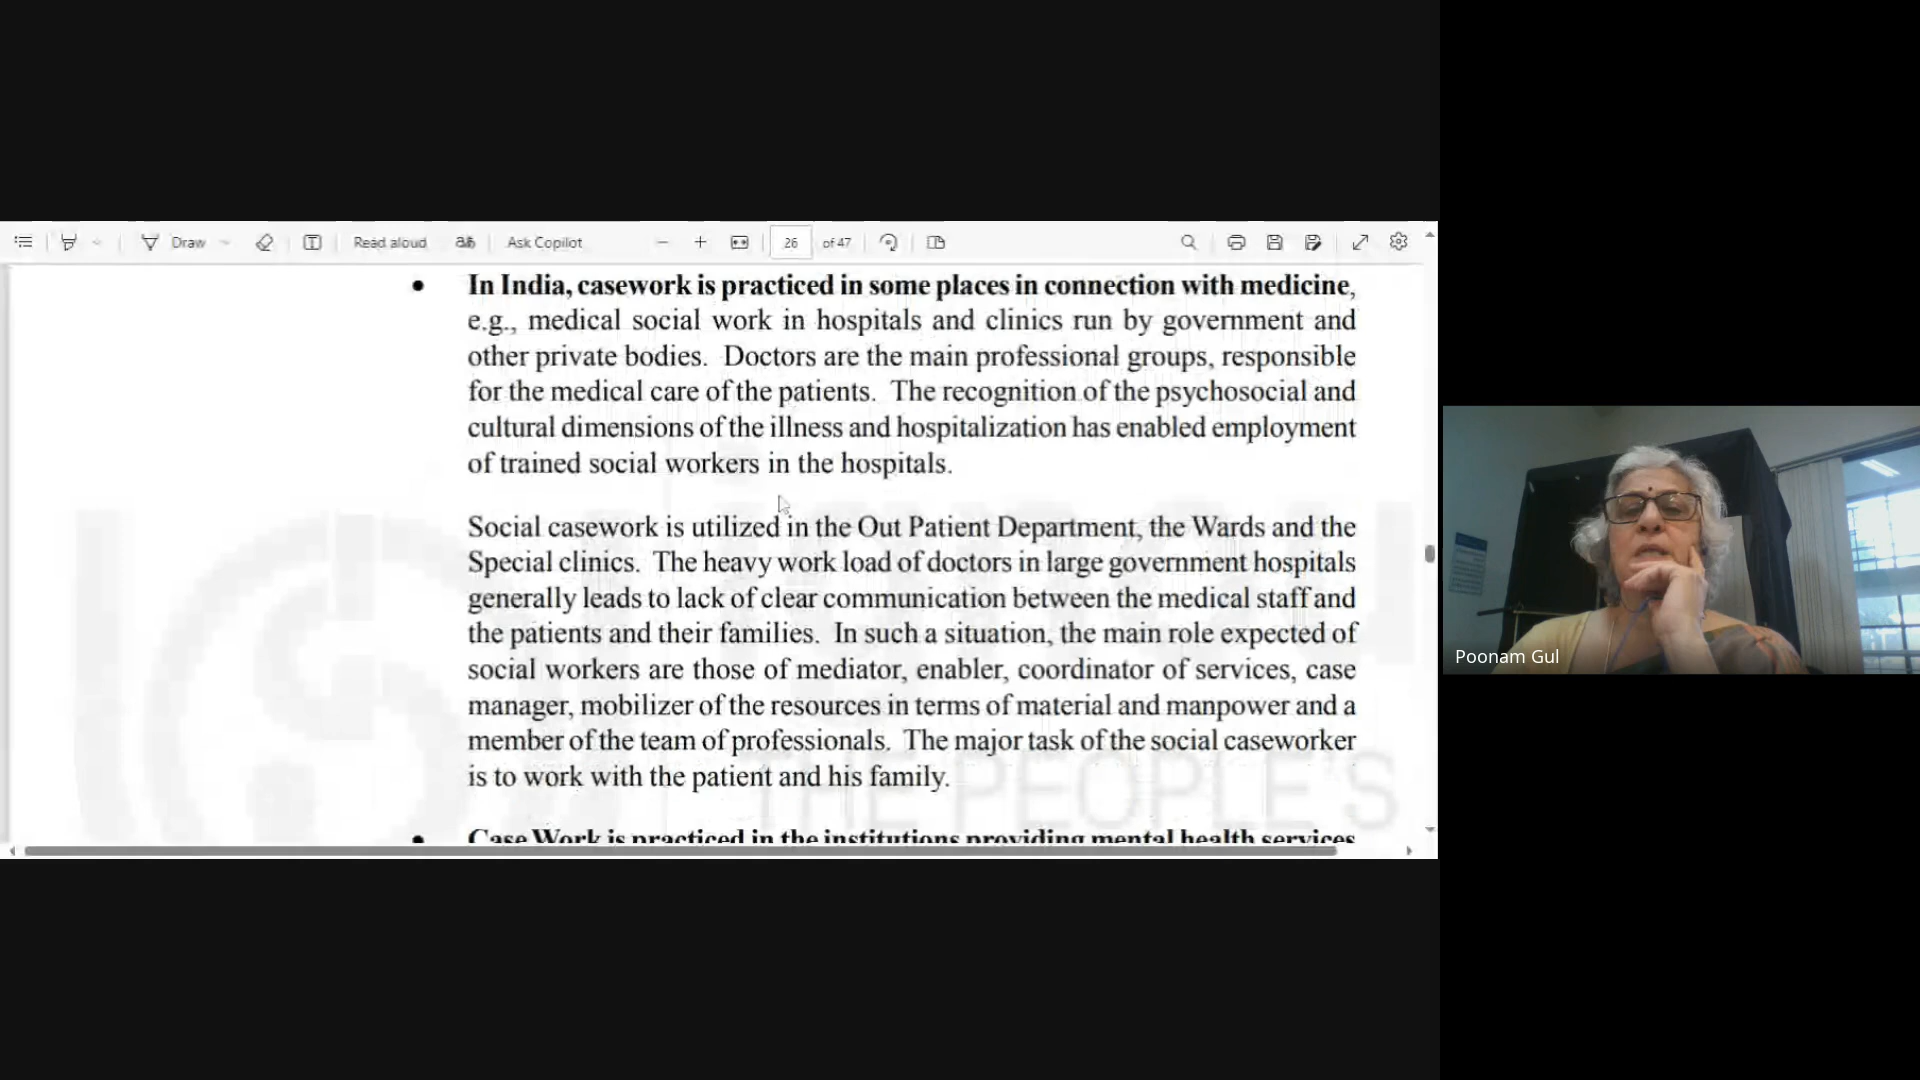 Draw
Read aloud
Ask Copilot
26
of 47
• In India, casework is practiced in some places in connection with medicine,
e.g., medical social work in hospitals and clinics run by government and
other private bodies. Doctors are the main professional groups, responsible
for the medical care of the patients. The recognition of the psychosocial and
cultural dimensions of the illness and hospitalization has enabled employment
of trained social workers in the hospitals.
Social casework is utilized in the Out Patient Department, the Wards and the
Special clinics. The heavy work load of doctors in large government hospitals
generally leads to lack of clear communication between the medical staff and
the patients and their families. In such a situation, the main role expected of
social workers are those of mediator, enabler, coordinator of services, case
manager, mobilizer of the resources in terms of material and manpower and a
member of the team of professionals. The major task of the social caseworker
is to work with the patient and his family.
THE PEOPLE'S
• Case Work is practiced in the institutions providing mental health services
Poonam Gul